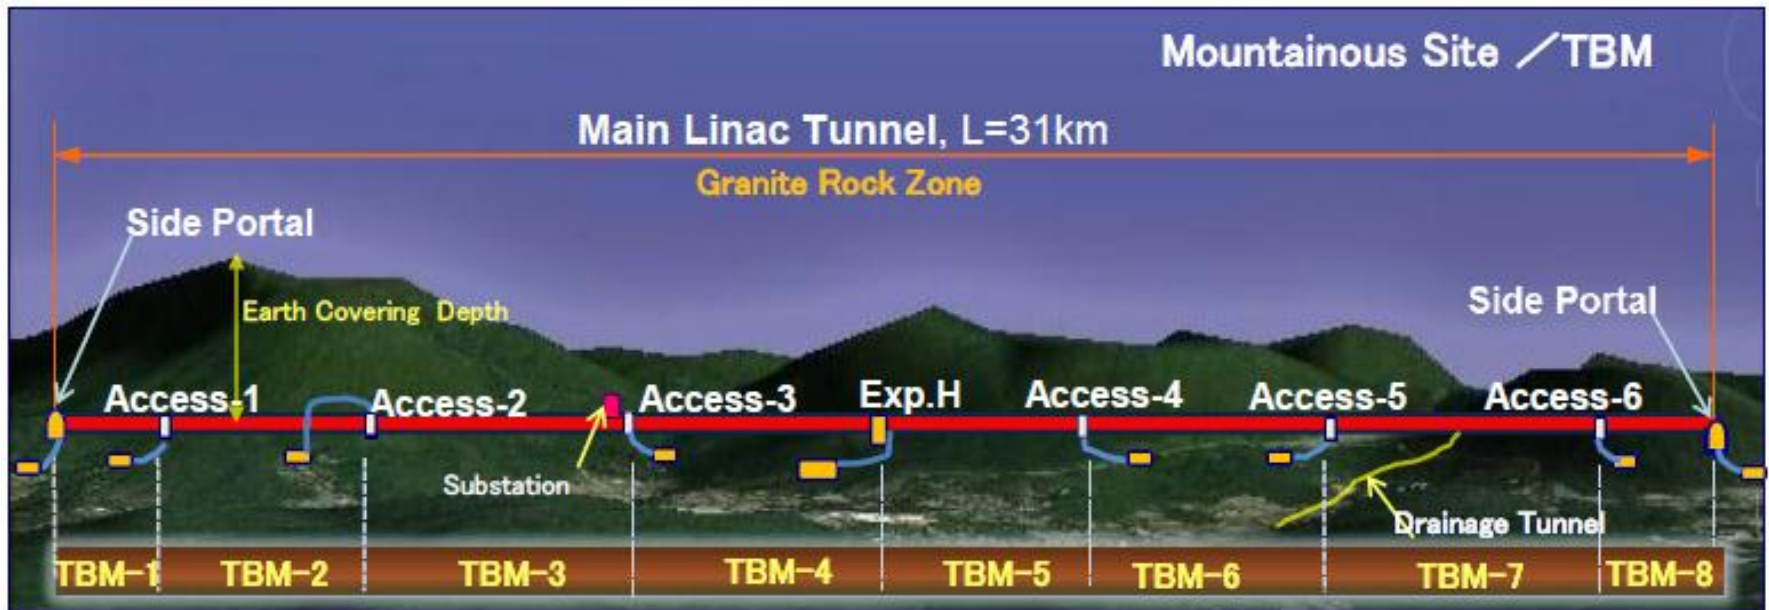 Mountainous Site ／TBM
Main Linac Tunnel, L=31km
Granite Rock Zone
Side Portal
Earth Covering Depth
Side Portal
Access-1
Access-2
Access-3
Exp.H
Access-4
Access-5
Access-6
Substation
Drainage Tunnel
TBM-1
TBM-2
TBM-3
TBM-4
TBM-5
TBM-6
TBM-7
TBM-8